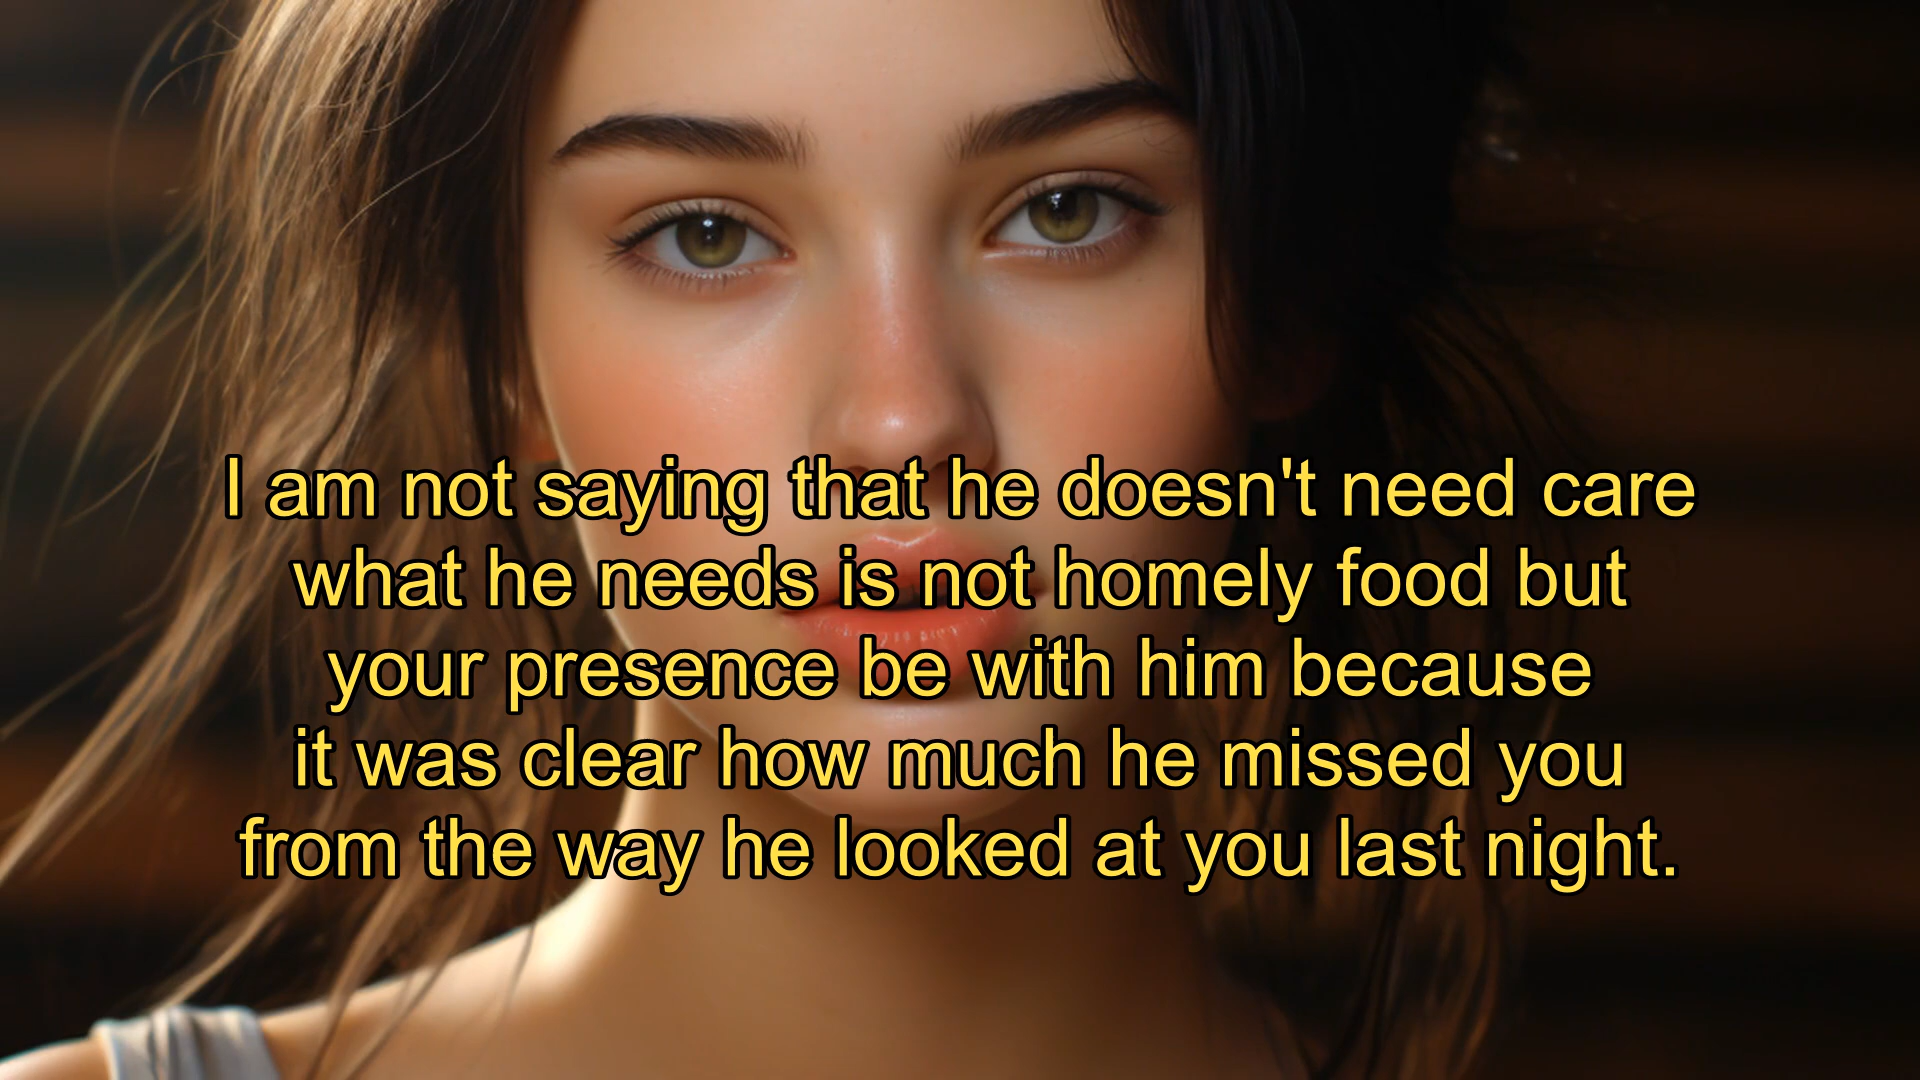 I am not saying that he doesn't need care
what he needs is not homely food but
your presence be with him because
it was clear how much he missed you
from the way he looked at you last night.